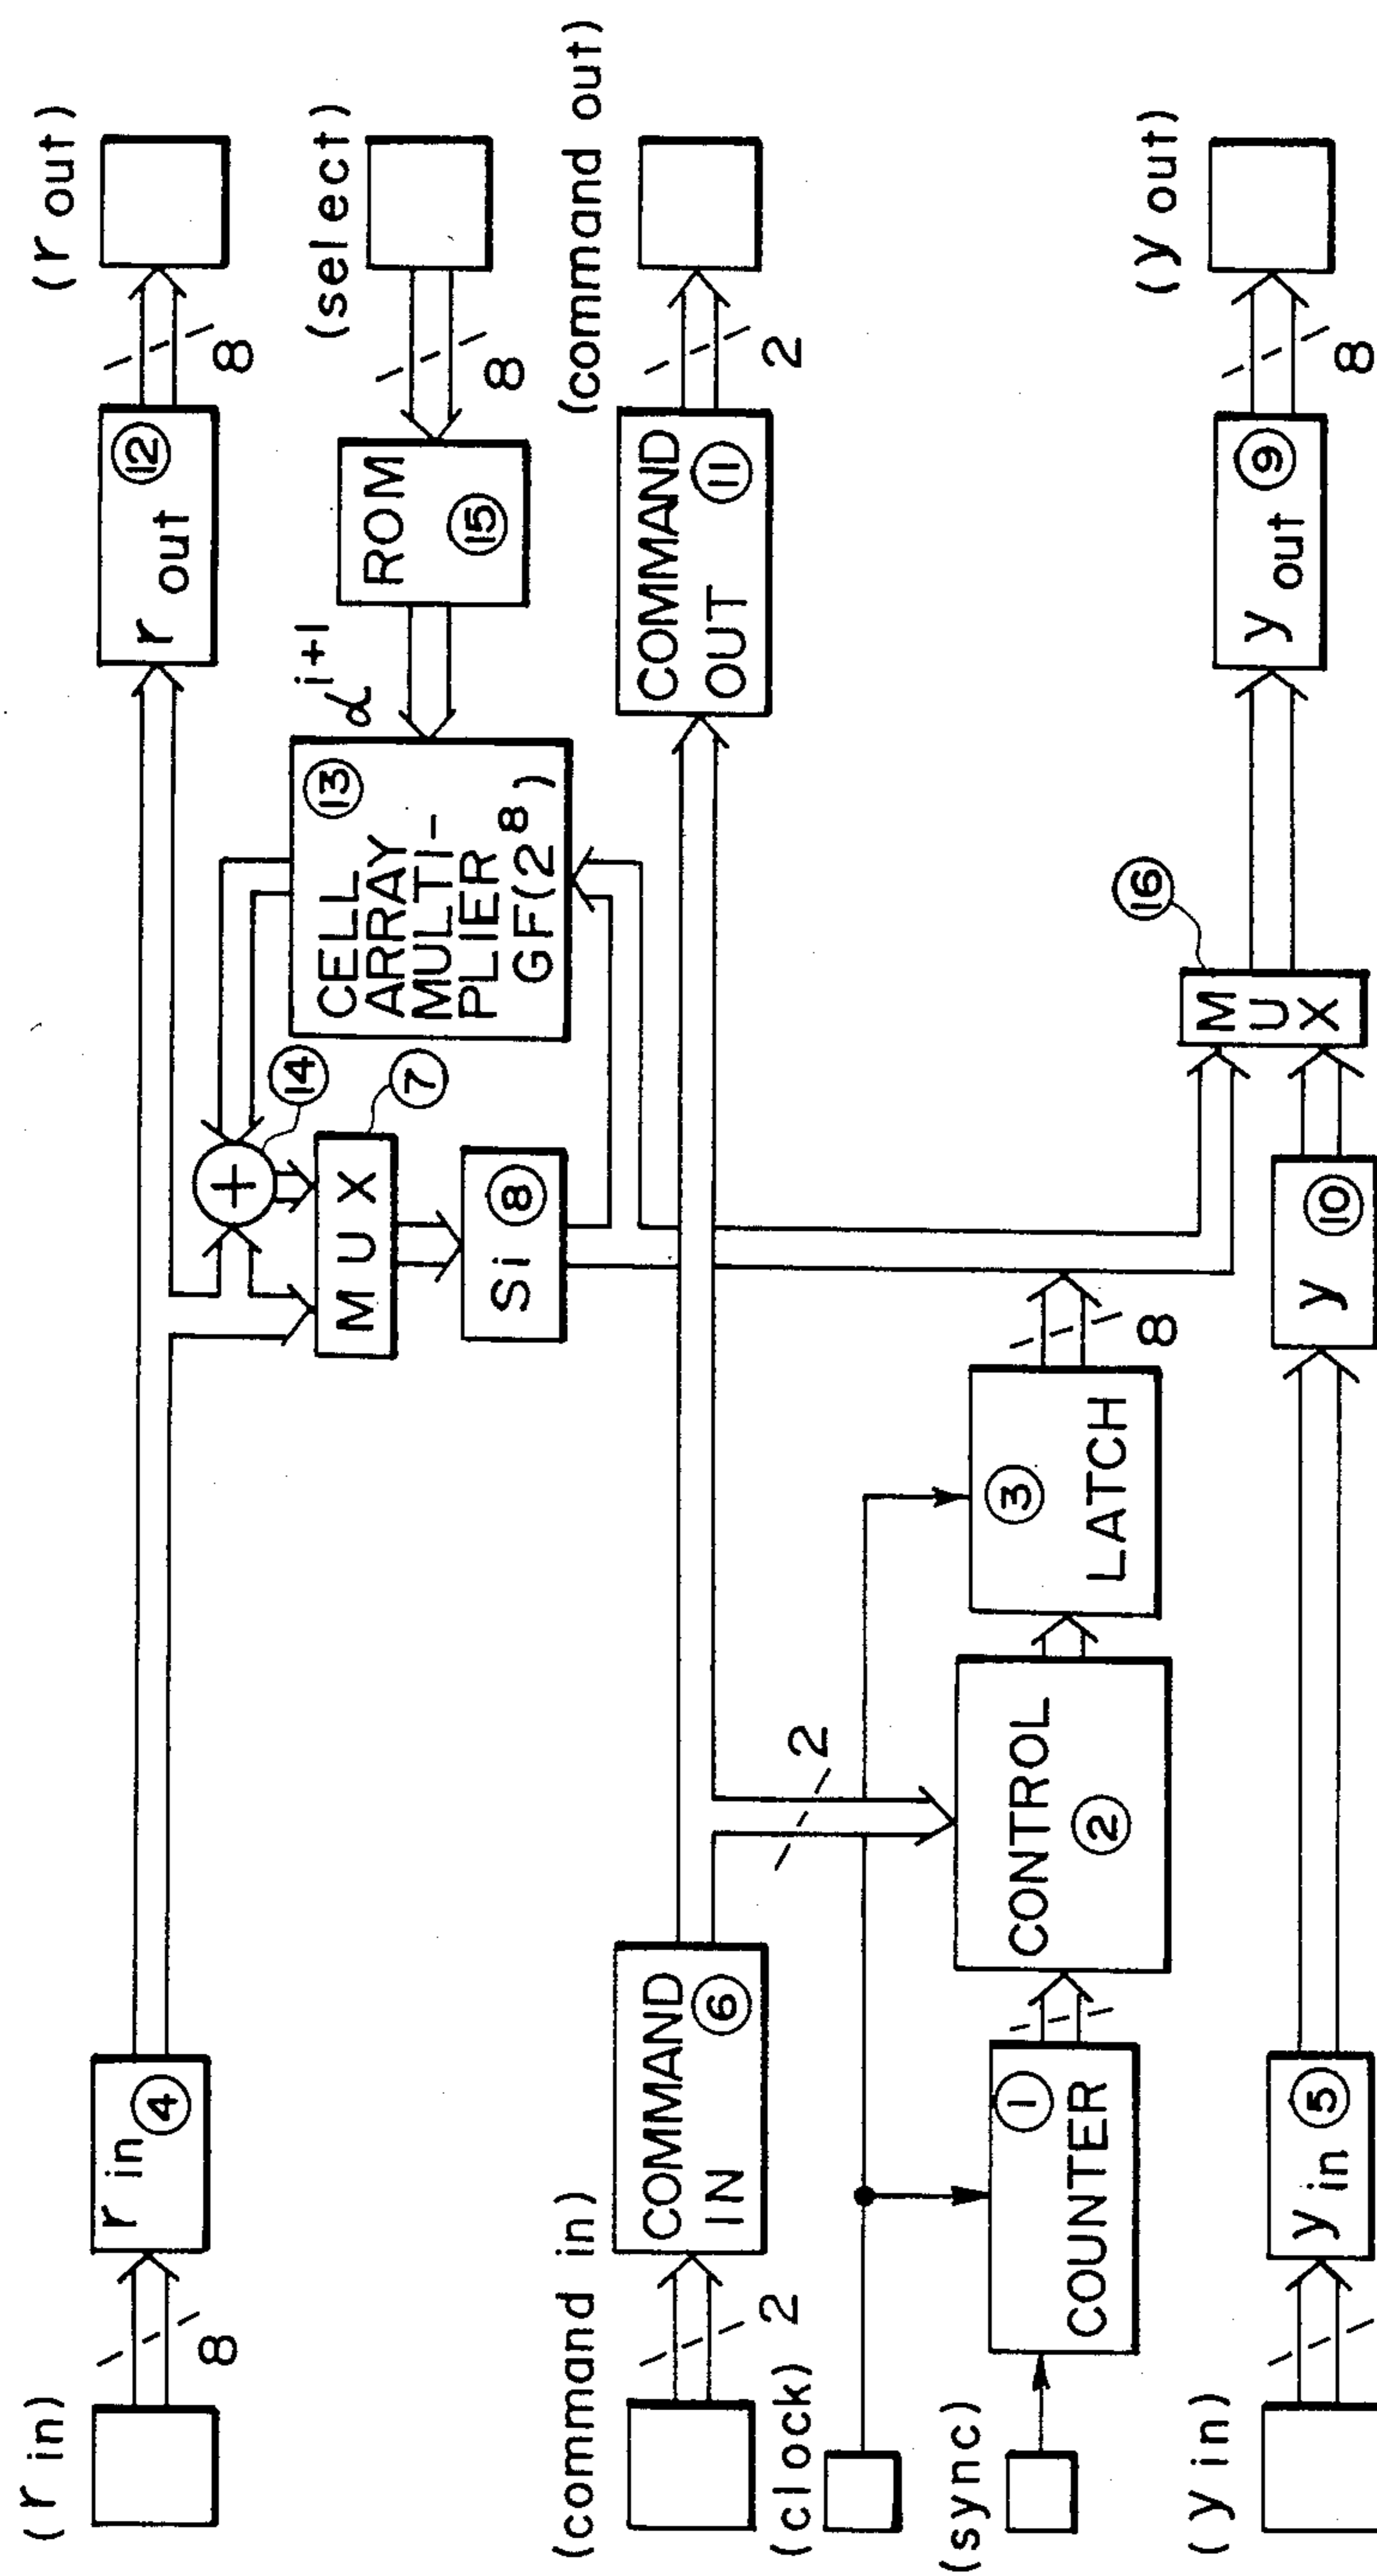 (r in)
8
r in
④
r out
⑫
8
(r out)
(select)
8
ROM
⑮
α i+1
CELL
ARRAY
MULTI-
PLIER
GF(2 8)
⑬
+
⑭
MUX
⑦
Si
⑧
(command in)
2
COMMAND
IN
⑥
2
COMMAND
OUT
⑪
2
(command out)
(clock)
(sync)
COUNTER
①
CONTROL
②
LATCH
③
8
(y in)
y in
⑤
y
⑩
MUX
⑯
y out
⑨
8
(y out)